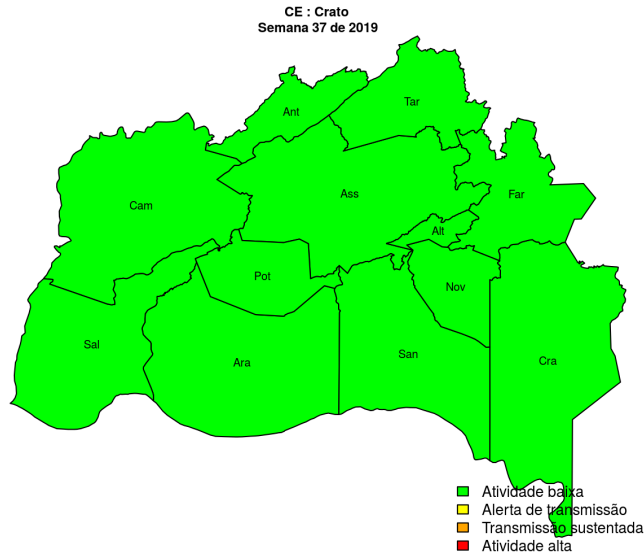 CE : Crato
Semana 37 de 2019
Tar
Ant
Cam
Ass
Far
Alt
Pot
Nov
Sal
Ara
San
Cra
Atividade baixa
Alerta de transmissão
Transmissão sustentada
Atividade alta